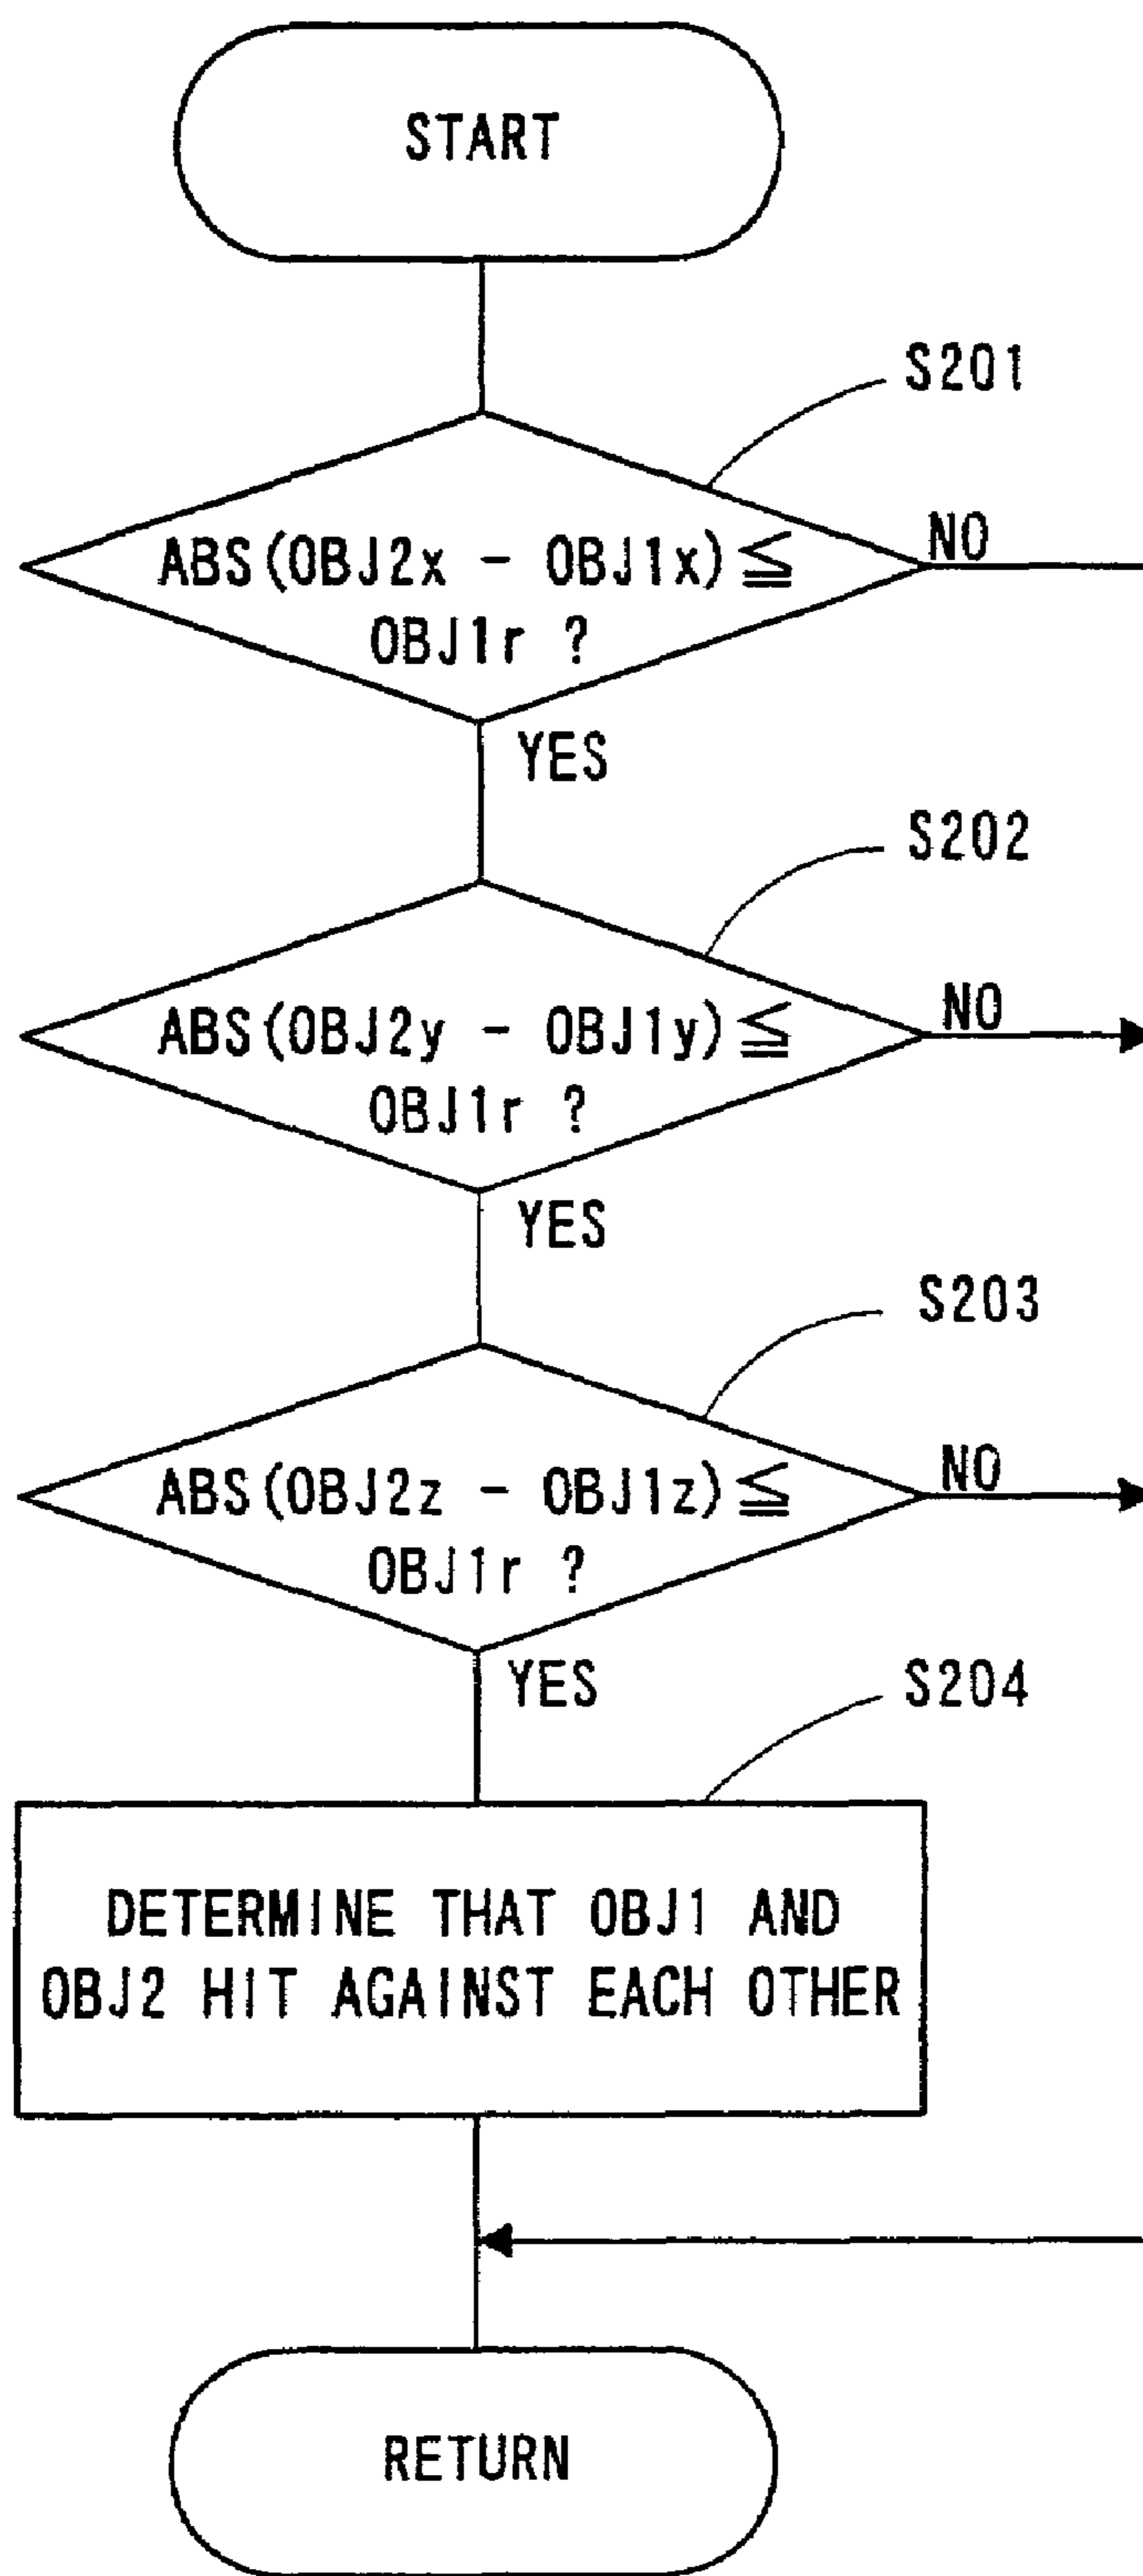 START
S201
ABS(OBJ2x - OBJ1x)≦
OBJ1r ?
NO
YES
S202
ABS(OBJ2y - OBJ1y)≦
OBJ1r ?
NO
YES
S203
ABS(OBJ2z - OBJ1z)≦
OBJ1r ?
NO
YES
S204
DETERMINE THAT OBJ1 AND
OBJ2 HIT AGAINST EACH OTHER
RETURN